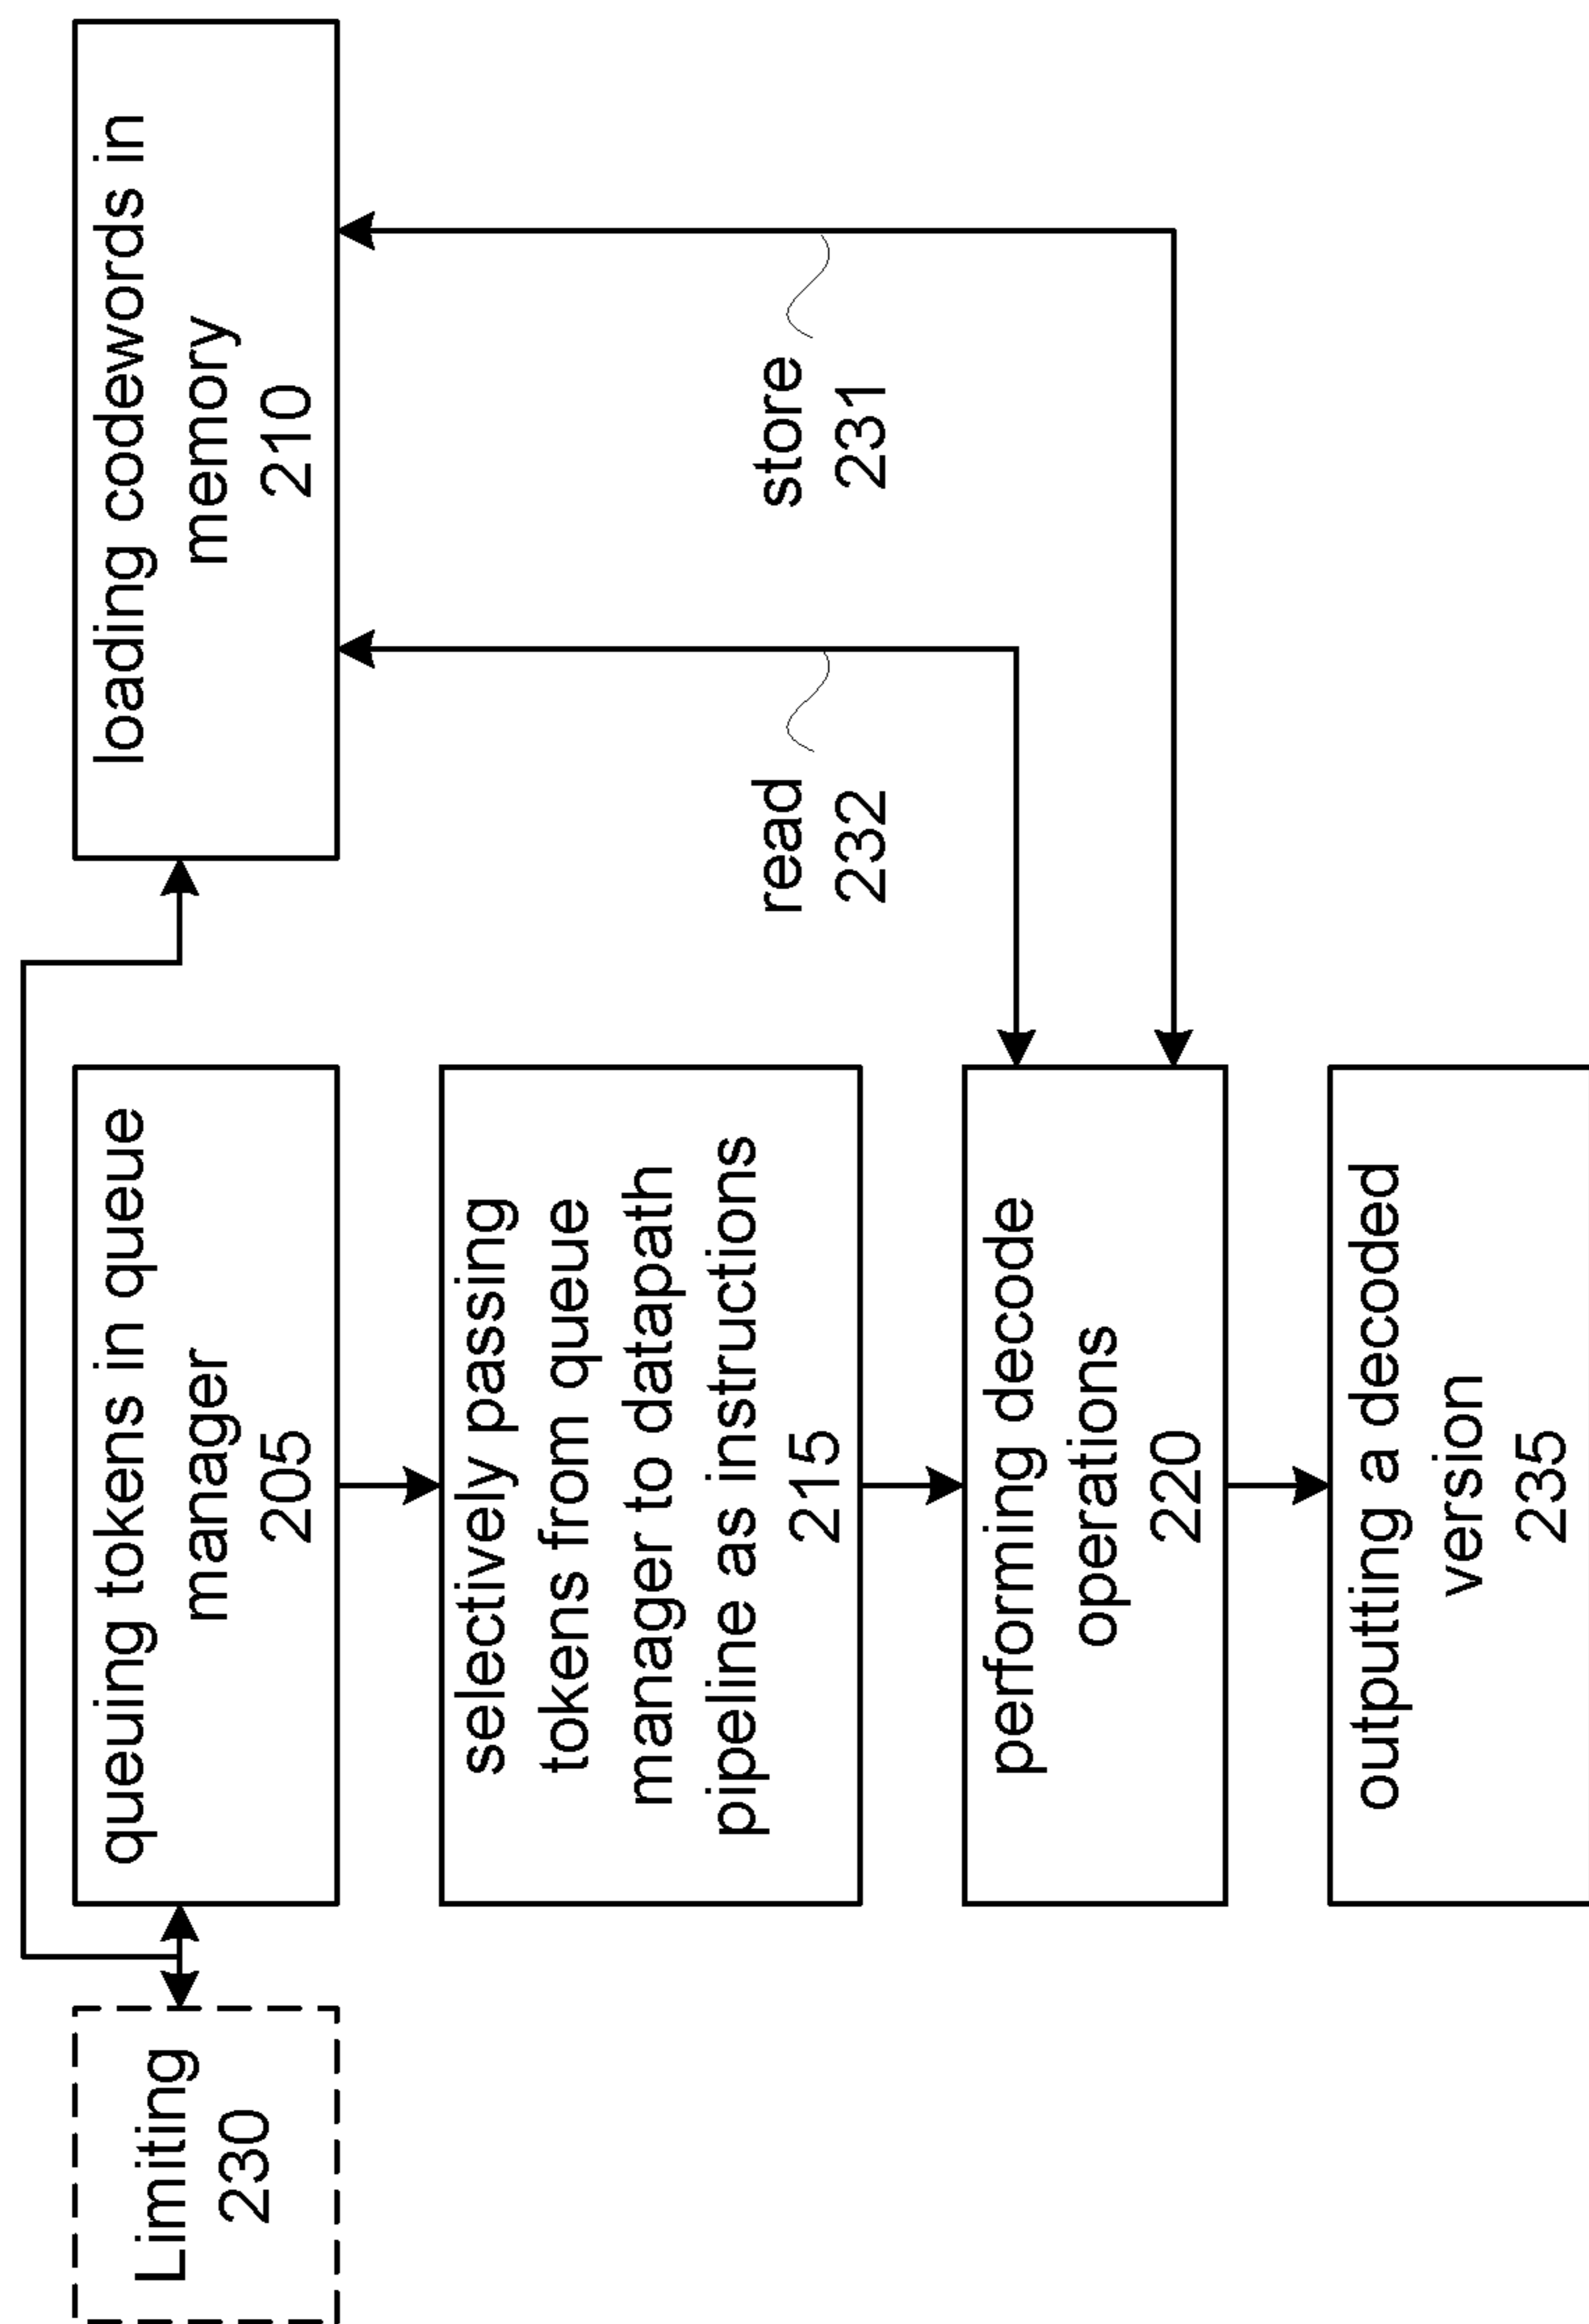 Limiting
230
queuing tokens in queue
manager
205
loading codewords in
memory
210
selectively passing
tokens from queue
manager to datapath
pipeline as instructions
215
read
232
store
231
performing decode
operations
220
outputting a decoded
version
235